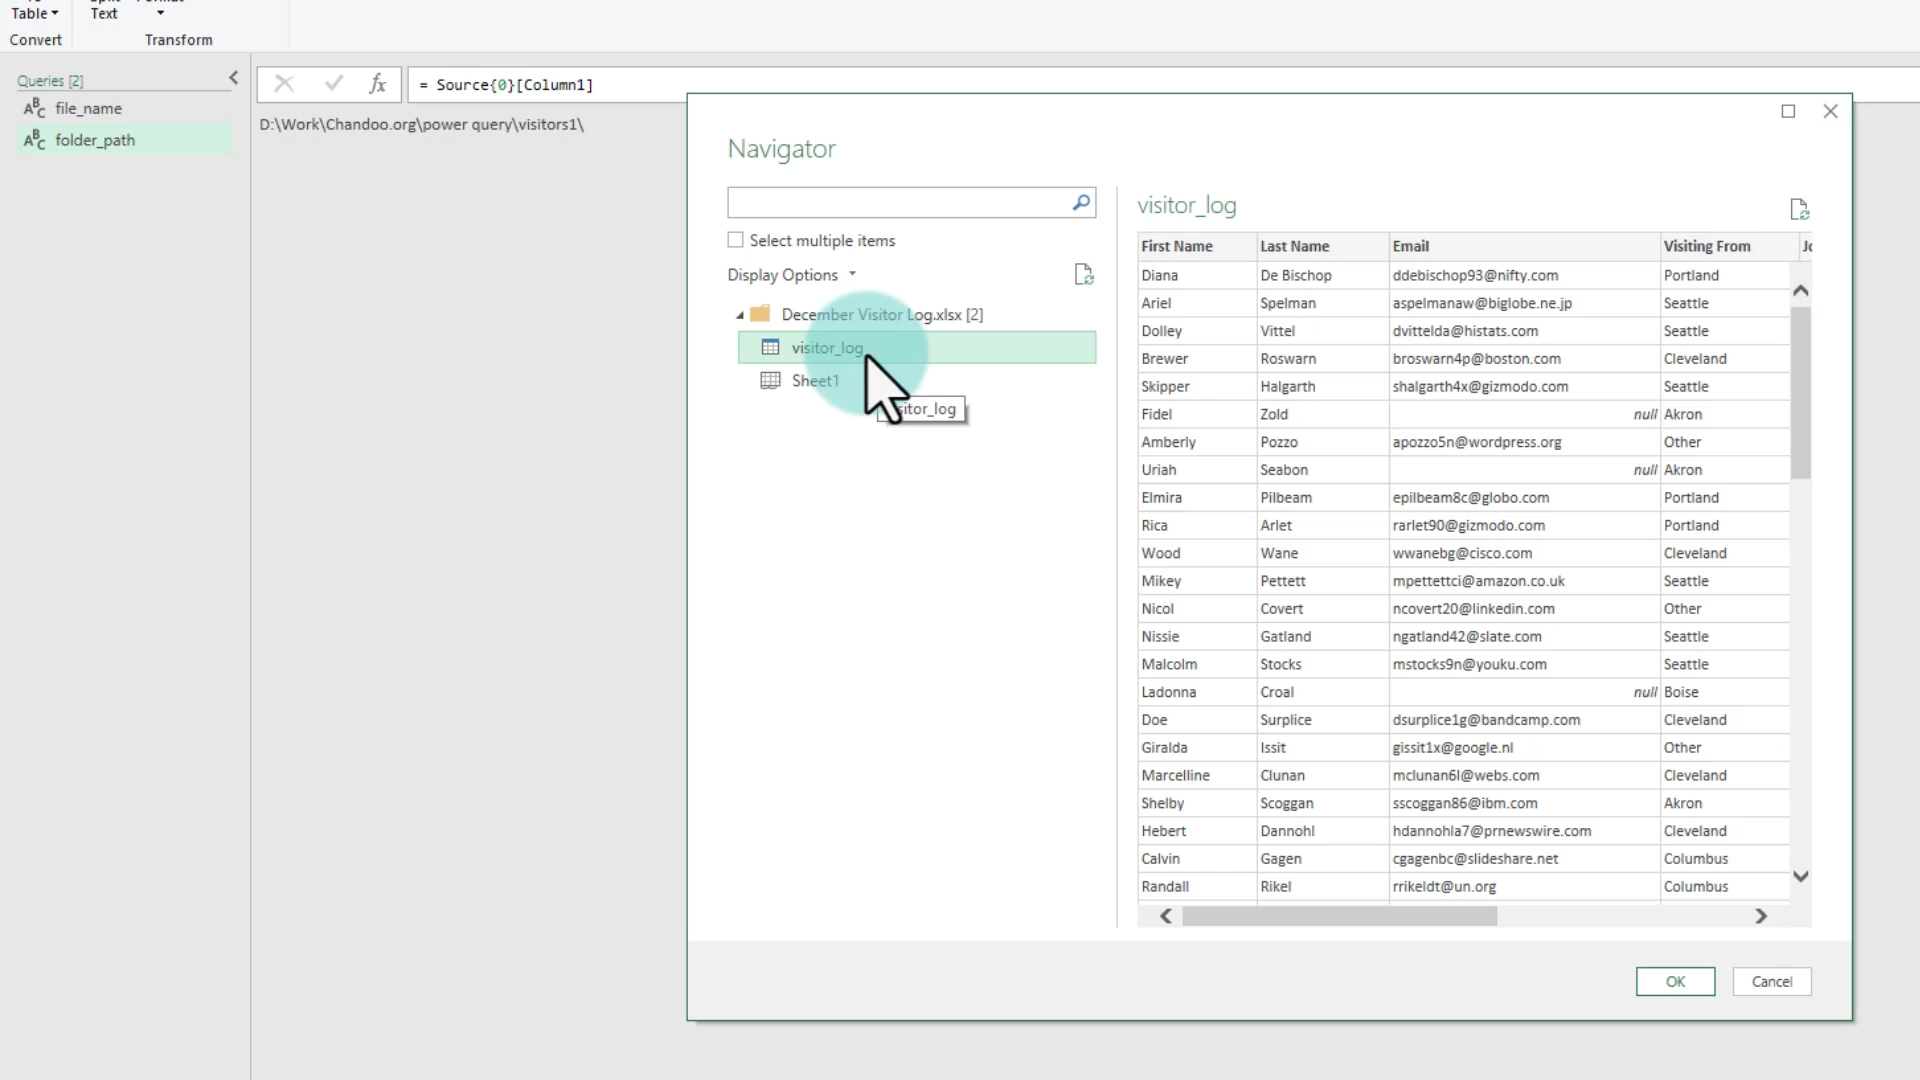 Table
Text
Convert
Transform
Queries [2]
file_name
folder_path
fx
= Source{0}[Column1]
D:\Work\Chandoo.org\power query\visitors1\
Navigator
Select multiple items
Display Options
December Visitor Log.xlsx [2]
visitor_log
Sheet1
visitor_log
First Name Last Name Email Visiting From
Diana De Bischop ddebischop93@nifty.com Portland
Ariel Spelman aspelmanaw@biglobe.ne.jp Seattle
Dolley Vittel dvittelda@histats.com Seattle
Brewer Roswarn broswarn4p@boston.com Cleveland
Skipper Halgarth shalgarth4x@gizmodo.com Seattle
Fidel Zold null Akron
Amberly Pozzo apozzo5n@wordpress.org Other
Uriah Seabon null Akron
Elmira Pilbeam epilbeam8c@globo.com Portland
Rica Arlet rarlet90@gizmodo.com Portland
Wood Wane wwanebg@cisco.com Cleveland
Mikey Pettett mpettettci@amazon.co.uk Seattle
Nicol Covert ncovert20@linkedin.com Other
Nissie Gatland ngatland42@slate.com Seattle
Malcolm Stocks mstocks9n@youku.com Seattle
Ladonna Croal null Boise
Doe Surplice dsurplice1g@bandcamp.com Cleveland
Giralda Issit gissit1x@google.nl Other
Marcelline Clunan mclunan6l@webs.com Cleveland
Shelby Scoggan sscoggan86@ibm.com Akron
Hebert Dannohl hdannohla7@prnewswire.com Cleveland
Calvin Gagen cgagenbc@slideshare.net Columbus
Randall Rikel rrikeldt@un.org Columbus
OK
Cancel